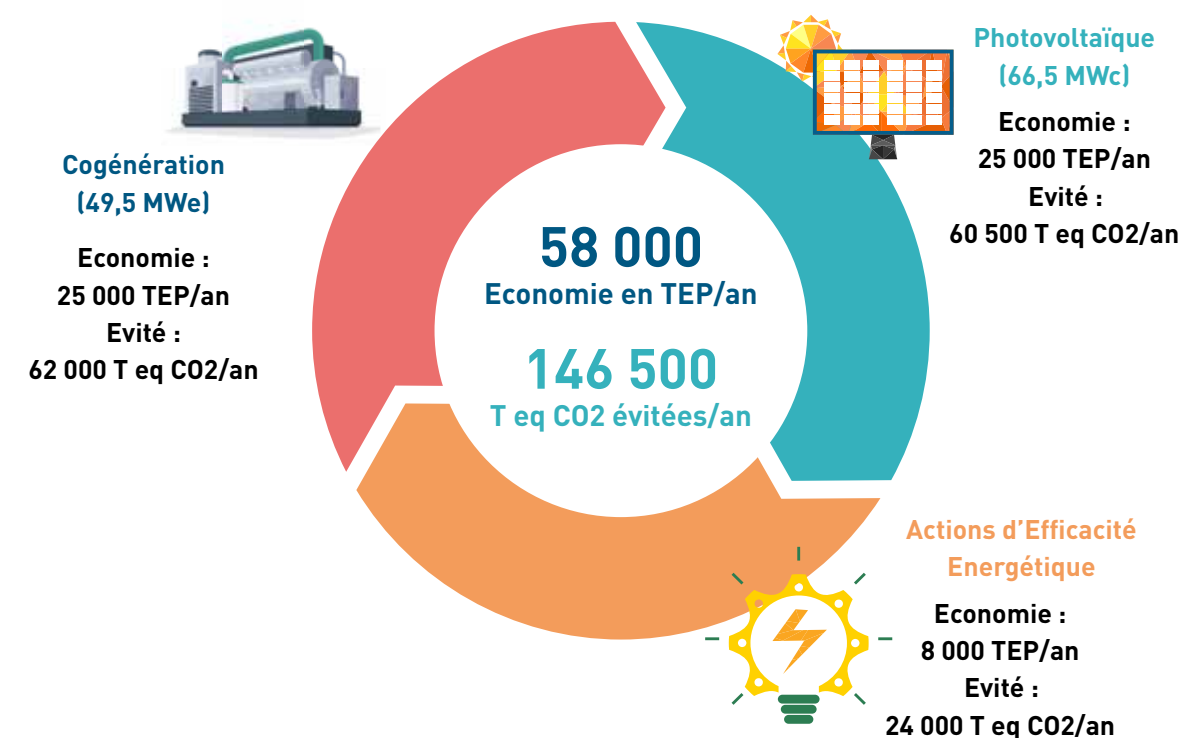 Photovoltaïque
(66,5 MWc)
Economie :
25 000 TEP/an
Evité :
60 500 T eq CO2/an
Cogénération
(49,5 MWe)
Economie :
25 000 TEP/an
Evité :
62 000 T eq CO2/an
58 000
Economie en TEP/an
146 500
T eq CO2 évitées/an
Actions d’Efficacité
Energétique
Economie :
8 000 TEP/an
Evité :
24 000 T eq CO2/an